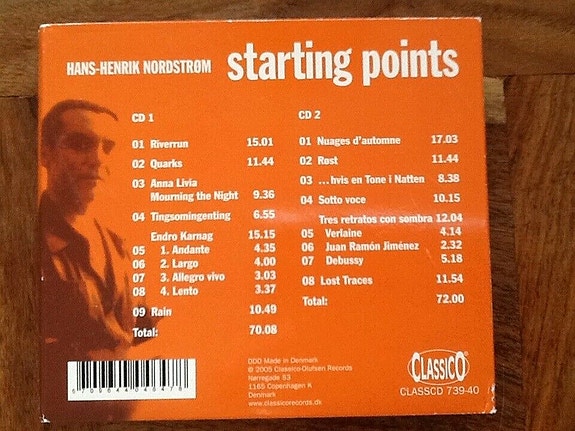 HANS-HENRIK NORDSTRØM starting points
CD 1
01 Riverrun 15.01
02 Quarks 11.44
03 Anna Livia
Mourning the Night 9.36
04 Tingsomingenting 6.55
Endro Karnag 15.15
05 1. Andante 4.35
06 2. Largo 4.00
07 3. Allegro vivo 3.03
08 4. Lento 3.37
09 Rain 10.49
Total: 70.08
CD 2
01 Nuages d'automne 17.03
02 Røst 11.44
03 ...hvis en Tone i Natten 8.38
04 Sotto voce 10.15
Tres retratos con sombra 12.04
05 Verlaine 4.14
06 Juan Ramón Jiménez 2.32
07 Debussy 5.18
08 Lost Traces 11.54
Total: 72.00
DDD Made in Denmark
© 2005 Classico-Olufsen Records
Nørregade 63
1165 Copenhagen K
Denmark
www.classicorecords.dk
CLASSICO
CLASSCD 739-40